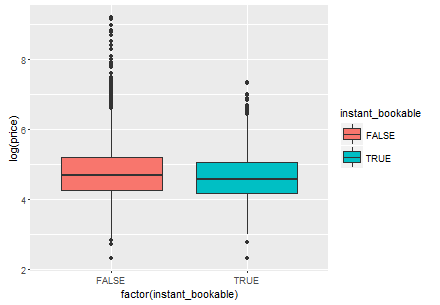 log(price)
8
6
4
2
FALSE
TRUE
factor(instant_bookable)
instant_bookable
FALSE
TRUE